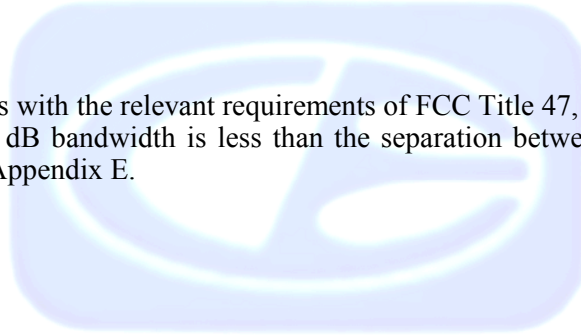 s with the relevant requirements of FCC Title 47,
dB bandwidth is less than the separation betwe
Appendix E.